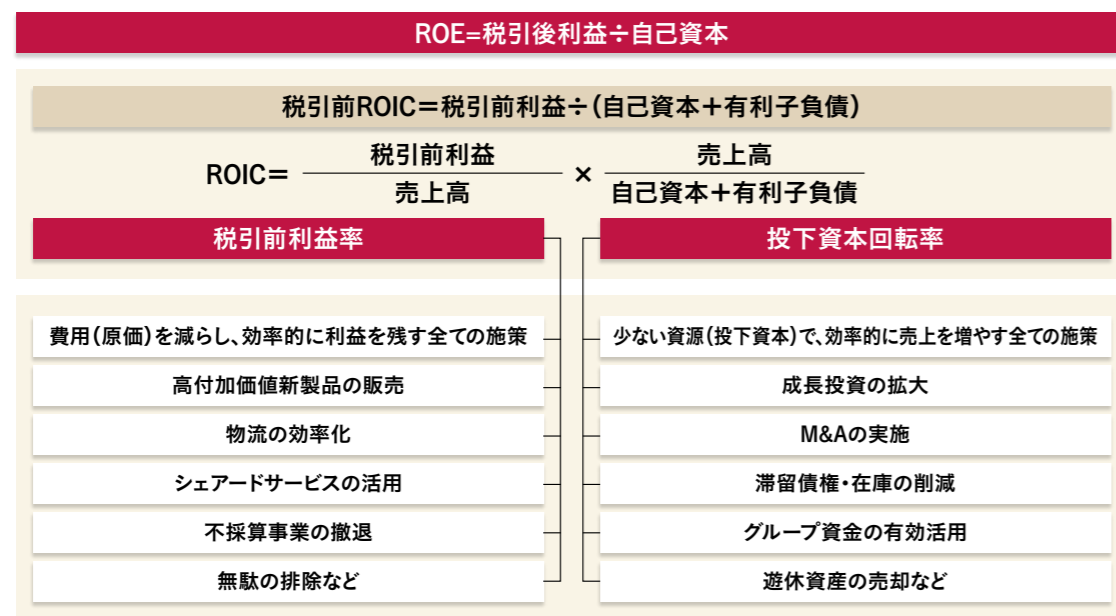 ROE=税引後利益÷自己資本
税引前ROIC=税引前利益÷(自己資本+有利子負債)
ROIC= 税引前利益 / 売上高 × 売上高 / 自己資本+有利子負債
税引前利益率
投下資本回転率
費用(原価)を減らし、効率的に利益を残す全ての施策
高付加価値新製品の販売
物流の効率化
シェアードサービスの活用
不採算事業の撤退
無駄の排除など
少ない資源(投下資本)で、効率的に売上を増やす全ての施策
成長投資の拡大
M&Aの実施
滞留債権・在庫の削減
グループ資金の有効活用
遊休資産の売却など